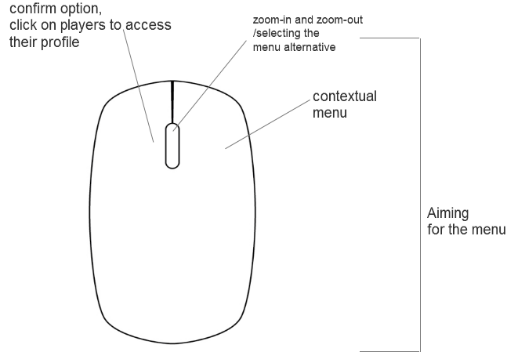 confirm option,
click on players to access
their profile
zoom-in and zoom-out
/selecting the
menu alternative
contextual
menu
Aiming
for the menu